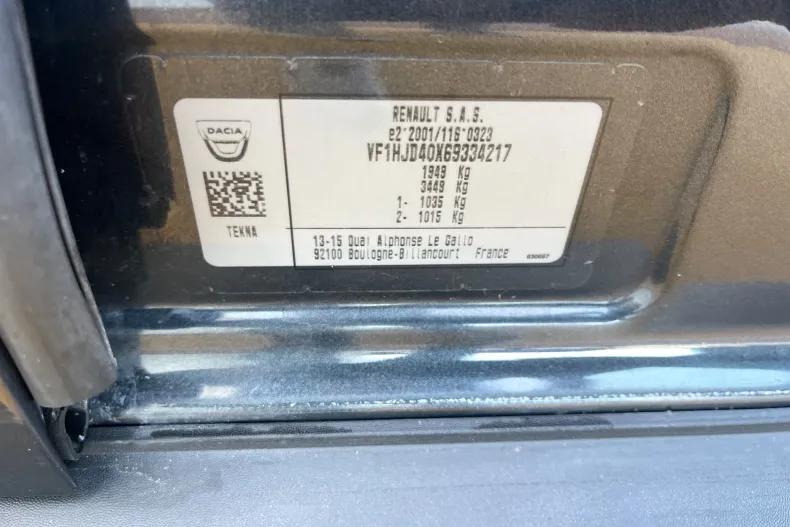 DACIA
TEKNA
RENAULT S.A.S.
e2*2001/116*0323
VF1HJD40X69334217
1949 Kg
3449 Kg
1- 1035 Kg
2- 1015 Kg
13-15 Quai Alphonse Le Gallo
92100 Boulogne-Billancourt France